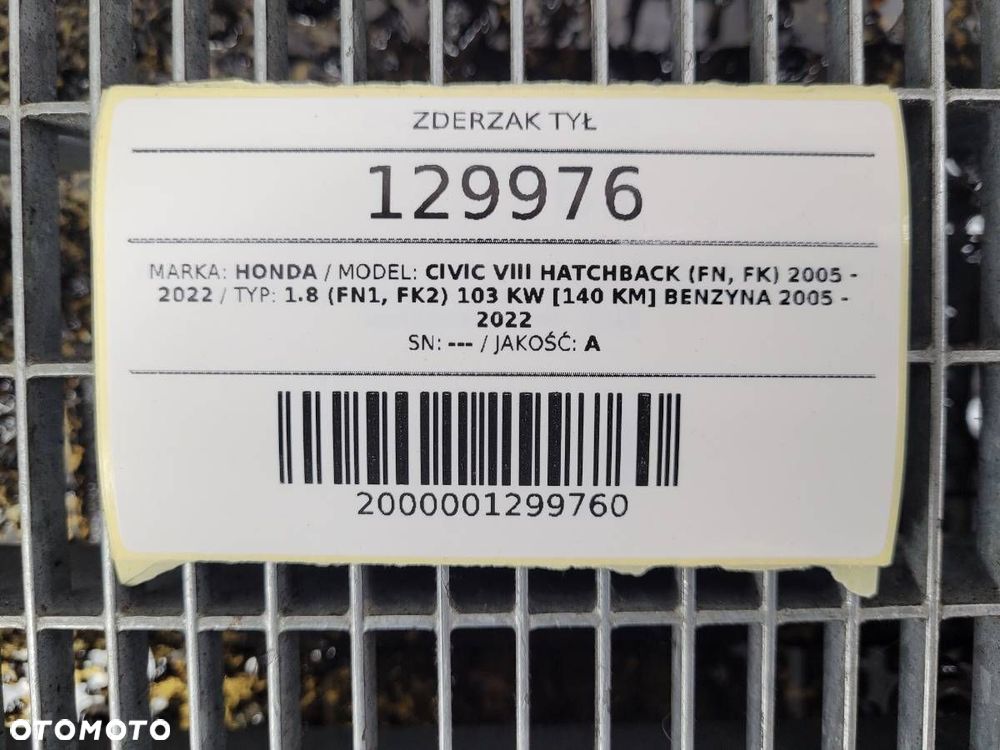 ZDERZAK TYŁ
129976
MARKA: HONDA / MODEL: CIVIC VIII HATCHBACK (FN, FK) 2005 -
2022 / TYP: 1.8 (FN1, FK2) 103 KW [140 KM] BENZYNA 2005 -
2022
SN: --- / JAKOŚĆ: A
2000001299760
OTOMOTO